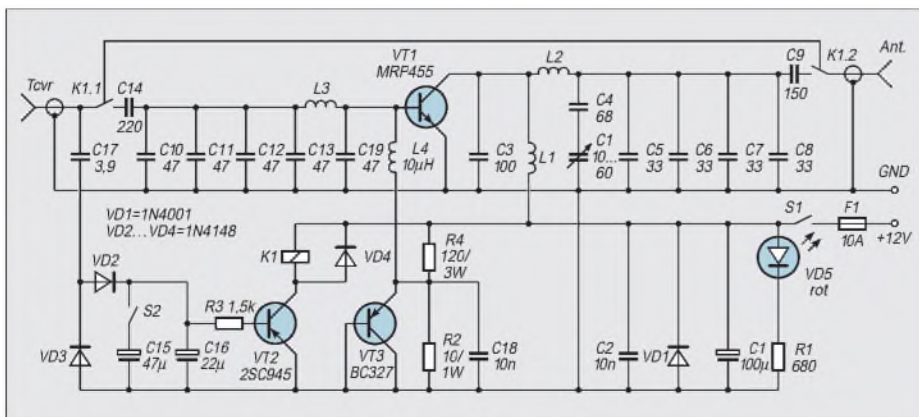 Tcvr
K1.1
C14
220
L3
VT1
MRP455
L2
C9
150
K1.2
Ant.
C17
3,9
C10
47
C11
47
C12
47
C13
47
C19
47
L4
10µH
C3
100
L1
C4
68
C1
10...
60
C5
33
C6
33
C7
33
C8
33
GND
VD1=1N4001
VD2...VD4=1N4148
S1
F1
10A
+12V
K1
VD4
R4
120/
3W
VD5
rot
VD2
S2
R3 1,5k
VD3
C15
47µ
C16
22µ
VT2
2SC945
VT3
BC327
R2
10/
1W
C18
10n
C2
10n
VD1
C1
100µ
R1
680